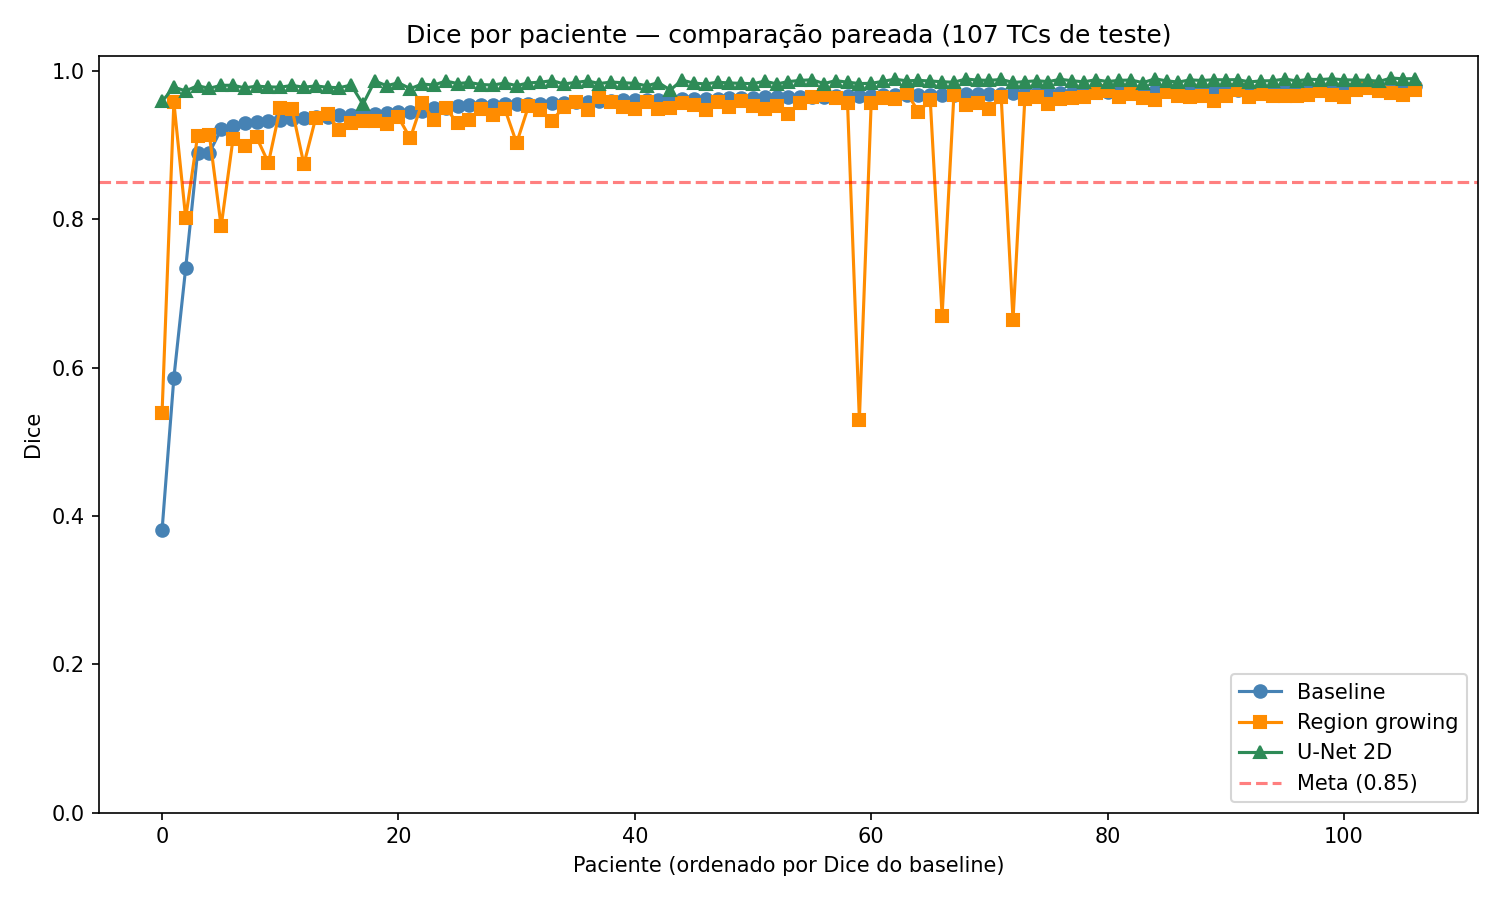 Dice por paciente — comparação pareada (107 TCs de teste)
1.0
0.8
0.6
0.4
0.2
0.0
Dice
0
20
40
60
80
100
Paciente (ordenado por Dice do baseline)
Baseline
Region growing
U-Net 2D
Meta (0.85)